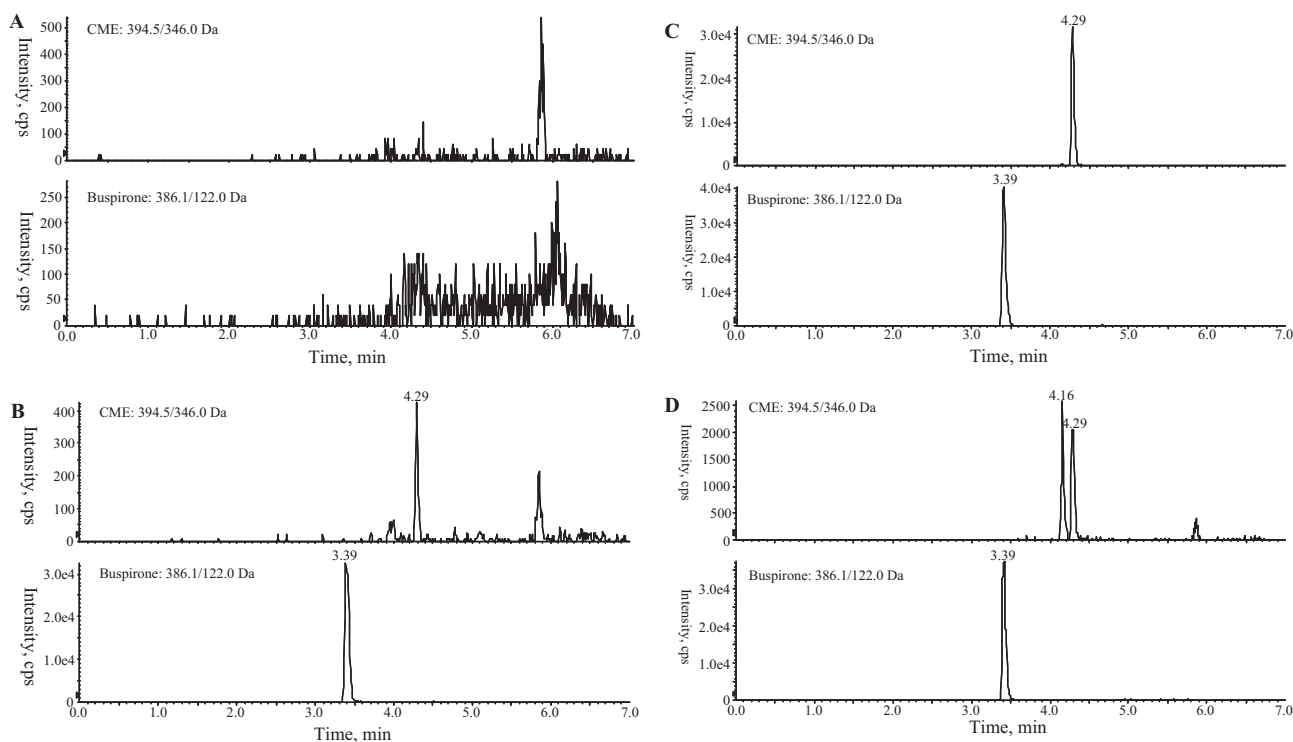 A
CME: 394.5/346.0 Da
Intensity, cps
500
400
300
200
100
0
Buspirone: 386.1/122.0 Da
Intensity, cps
250
200
150
100
50
0
0.0 1.0 2.0 3.0 4.0 5.0 6.0 7.0
Time, min
B
CME: 394.5/346.0 Da
4.29
Intensity, cps
400
300
200
100
0
Buspirone: 386.1/122.0 Da
3.39
Intensity, cps
3.0e4
2.0e4
1.0e4
0
0.0 1.0 2.0 3.0 4.0 5.0 6.0 7.0
Time, min
C
CME: 394.5/346.0 Da
4.29
Intensity, cps
3.0e4
2.0e4
1.0e4
0
Buspirone: 386.1/122.0 Da
3.39
Intensity, cps
4.0e4
3.0e4
2.0e4
1.0e4
0
0.0 1.0 2.0 3.0 4.0 5.0 6.0 7.0
Time, min
D
CME: 394.5/346.0 Da
4.16
4.29
Intensity, cps
2500
2000
1500
1000
500
0
Buspirone: 386.1/122.0 Da
3.39
Intensity, cps
3.0e4
2.0e4
1.0e4
0
0.0 1.0 2.0 3.0 4.0 5.0 6.0 7.0
Time, min